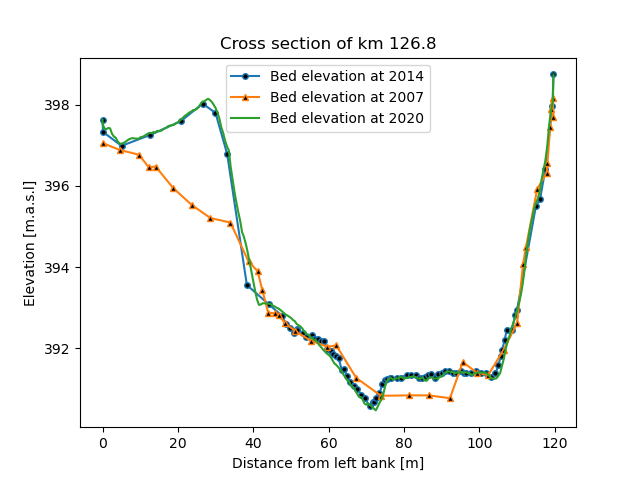 Cross section of km 126.8
Bed elevation at 2014
Bed elevation at 2007
Bed elevation at 2020
Elevation [m.a.s.l]
398
396
394
392
0 20 40 60 80 100 120
Distance from left bank [m]